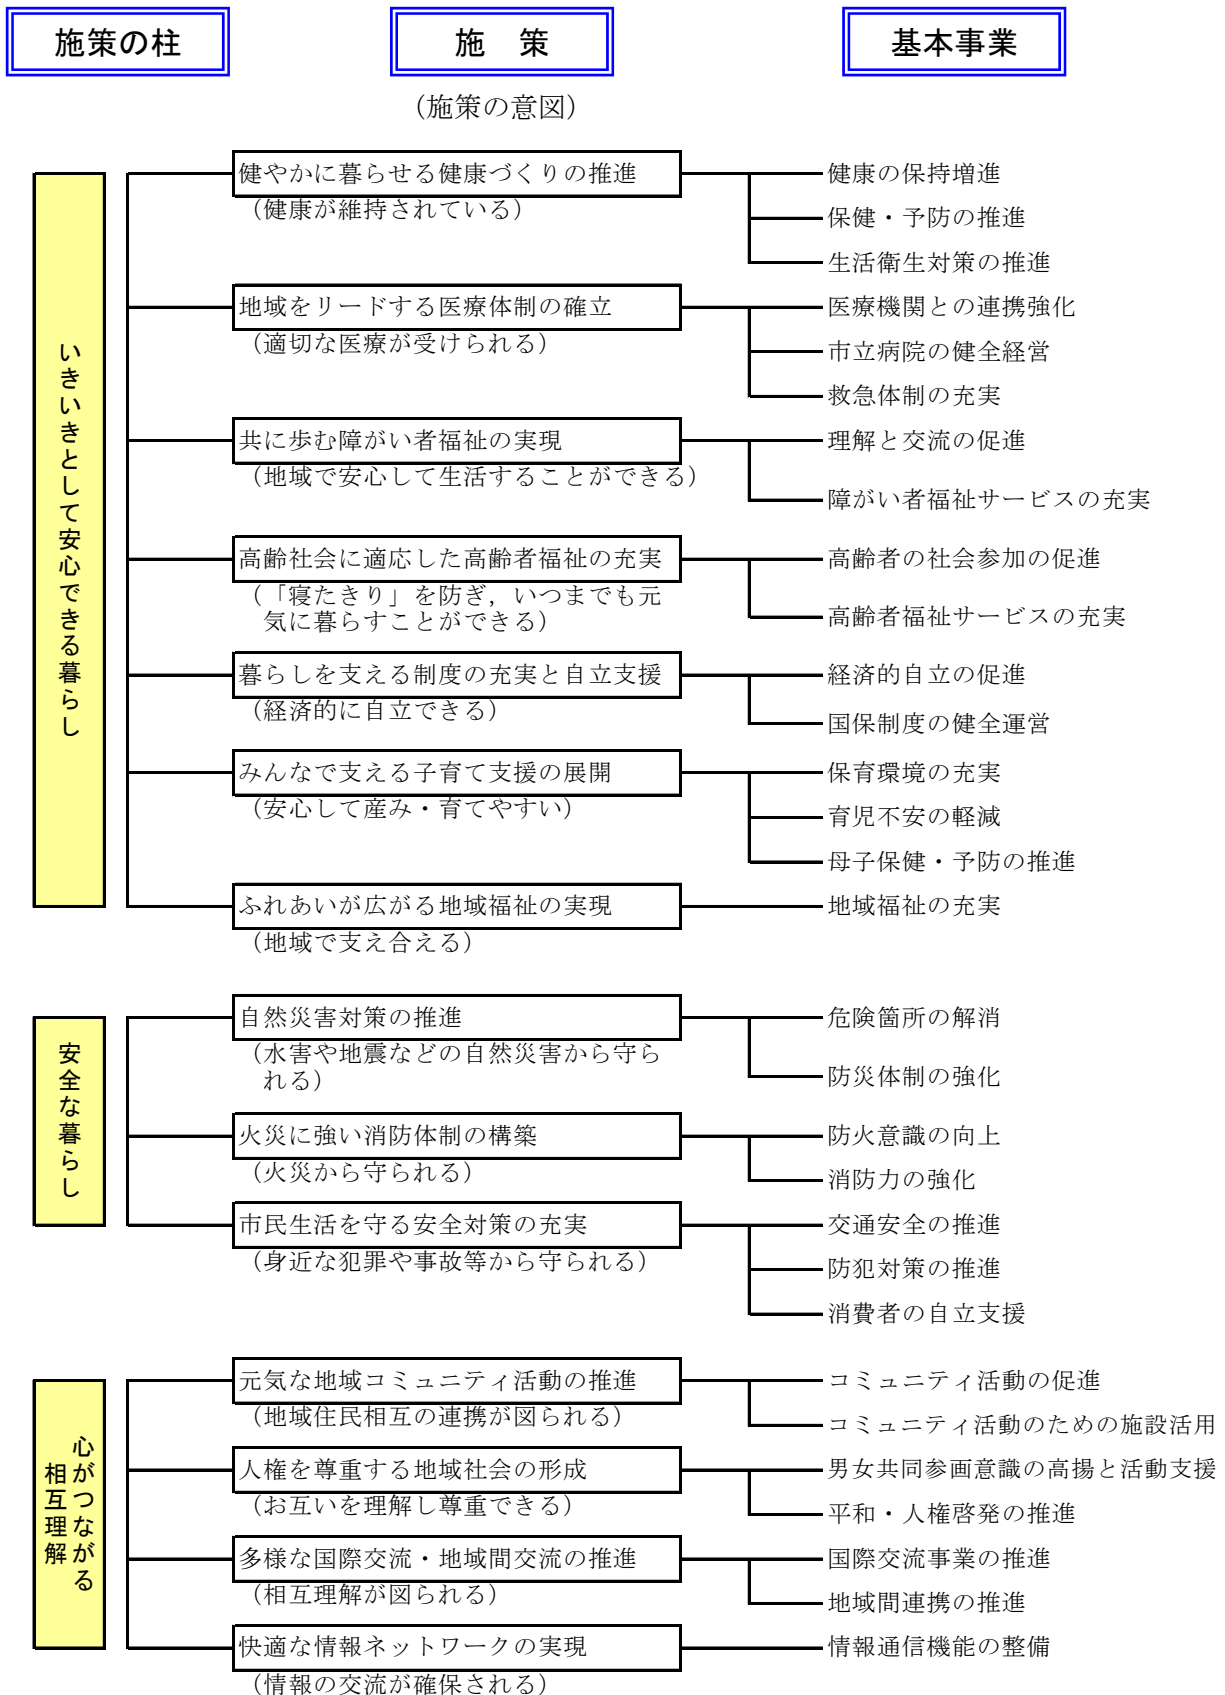 施策の柱
施　策
基本事業
（施策の意図）
いきいきとして安心できる暮らし
健やかに暮らせる健康づくりの推進
（健康が維持されている）
健康の保持増進
保健・予防の推進
生活衛生対策の推進
地域をリードする医療体制の確立
（適切な医療が受けられる）
医療機関との連携強化
市立病院の健全経営
救急体制の充実
共に歩む障がい者福祉の実現
（地域で安心して生活することができる）
理解と交流の促進
障がい者福祉サービスの充実
高齢社会に適応した高齢者福祉の充実
（「寝たきり」を防ぎ，いつまでも元
気に暮らすことができる）
高齢者の社会参加の促進
高齢者福祉サービスの充実
暮らしを支える制度の充実と自立支援
（経済的に自立できる）
経済的自立の促進
国保制度の健全運営
みんなで支える子育て支援の展開
（安心して産み・育てやすい）
保育環境の充実
育児不安の軽減
母子保健・予防の推進
ふれあいが広がる地域福祉の実現
（地域で支え合える）
地域福祉の充実
安全な暮らし
自然災害対策の推進
（水害や地震などの自然災害から守ら
れる）
危険箇所の解消
防災体制の強化
火災に強い消防体制の構築
（火災から守られる）
防火意識の向上
消防力の強化
市民生活を守る安全対策の充実
（身近な犯罪や事故等から守られる）
交通安全の推進
防犯対策の推進
消費者の自立支援
心がつながる
相互理解
元気な地域コミュニティ活動の推進
（地域住民相互の連携が図られる）
コミュニティ活動の促進
コミュニティ活動のための施設活用
人権を尊重する地域社会の形成
（お互いを理解し尊重できる）
男女共同参画意識の高揚と活動支援
平和・人権啓発の推進
多様な国際交流・地域間交流の推進
（相互理解が図られる）
国際交流事業の推進
地域間連携の推進
快適な情報ネットワークの実現
（情報の交流が確保される）
情報通信機能の整備